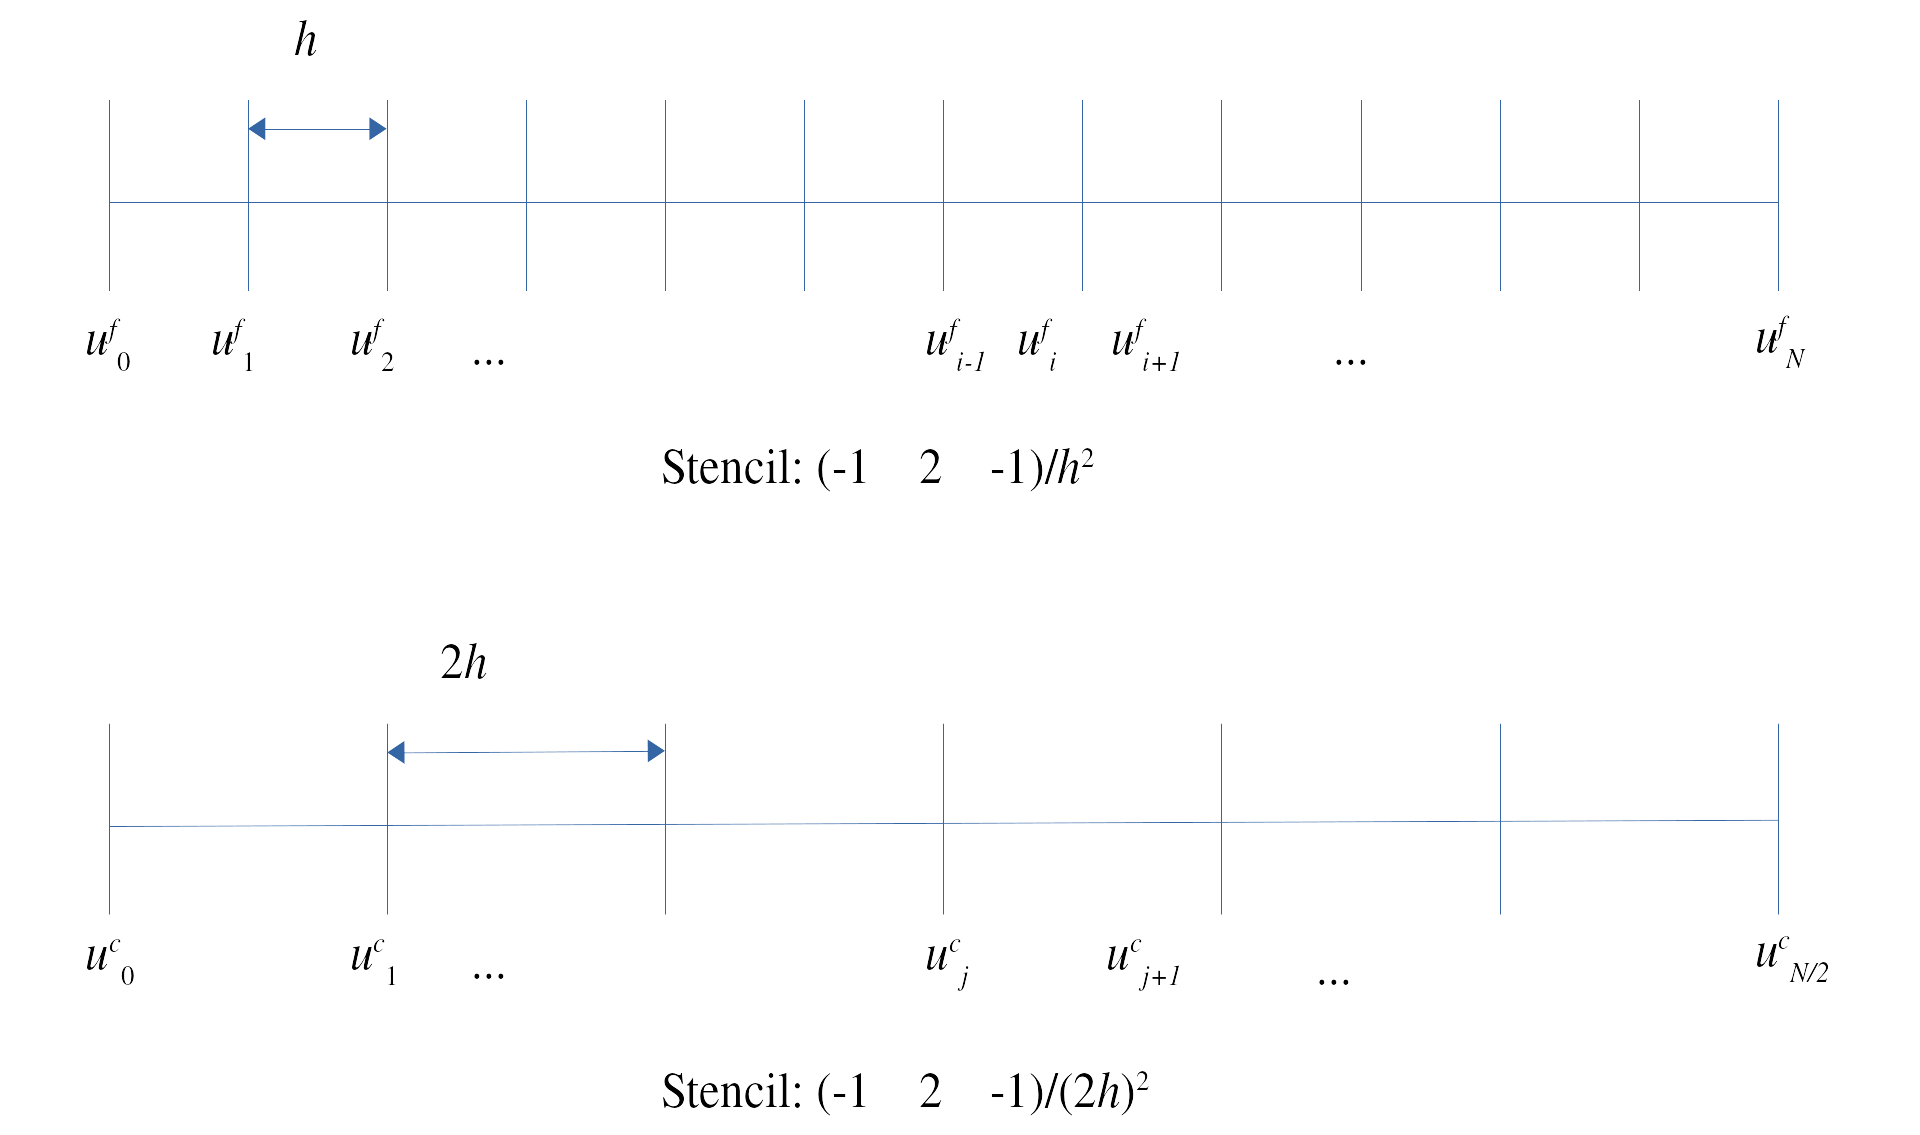 h
u^f_0 u^f_1 u^f_2 ... u^f_{i-1} u^f_i u^f_{i+1} ... u^f_N
Stencil: (-1 2 -1)/h²
2h
u^c_0 u^c_1 ... u^c_j u^c_{j+1} ... u^c_{N/2}
Stencil: (-1 2 -1)/(2h)²